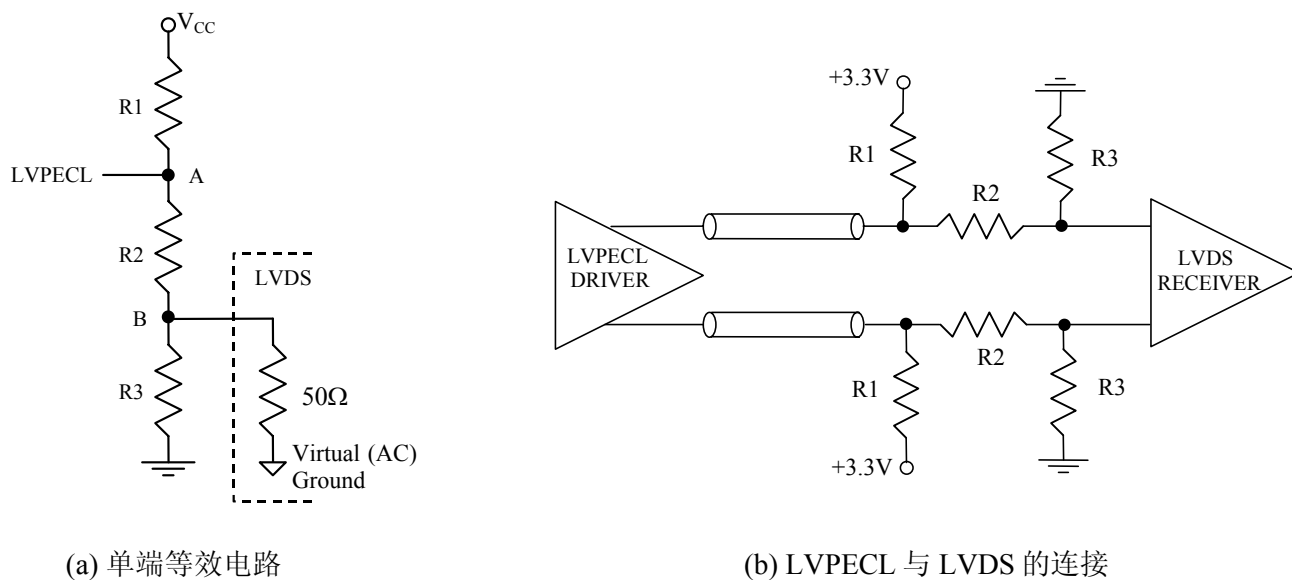 V_CC
R1
LVPECL
A
R2
LVDS
B
R3
50Ω
Virtual (AC)
Ground
(a) 单端等效电路
+3.3V
R1
R2
R3
LVPECL
DRIVER
LVDS
RECEIVER
R2
R1
R3
+3.3V
(b) LVPECL 与 LVDS 的连接